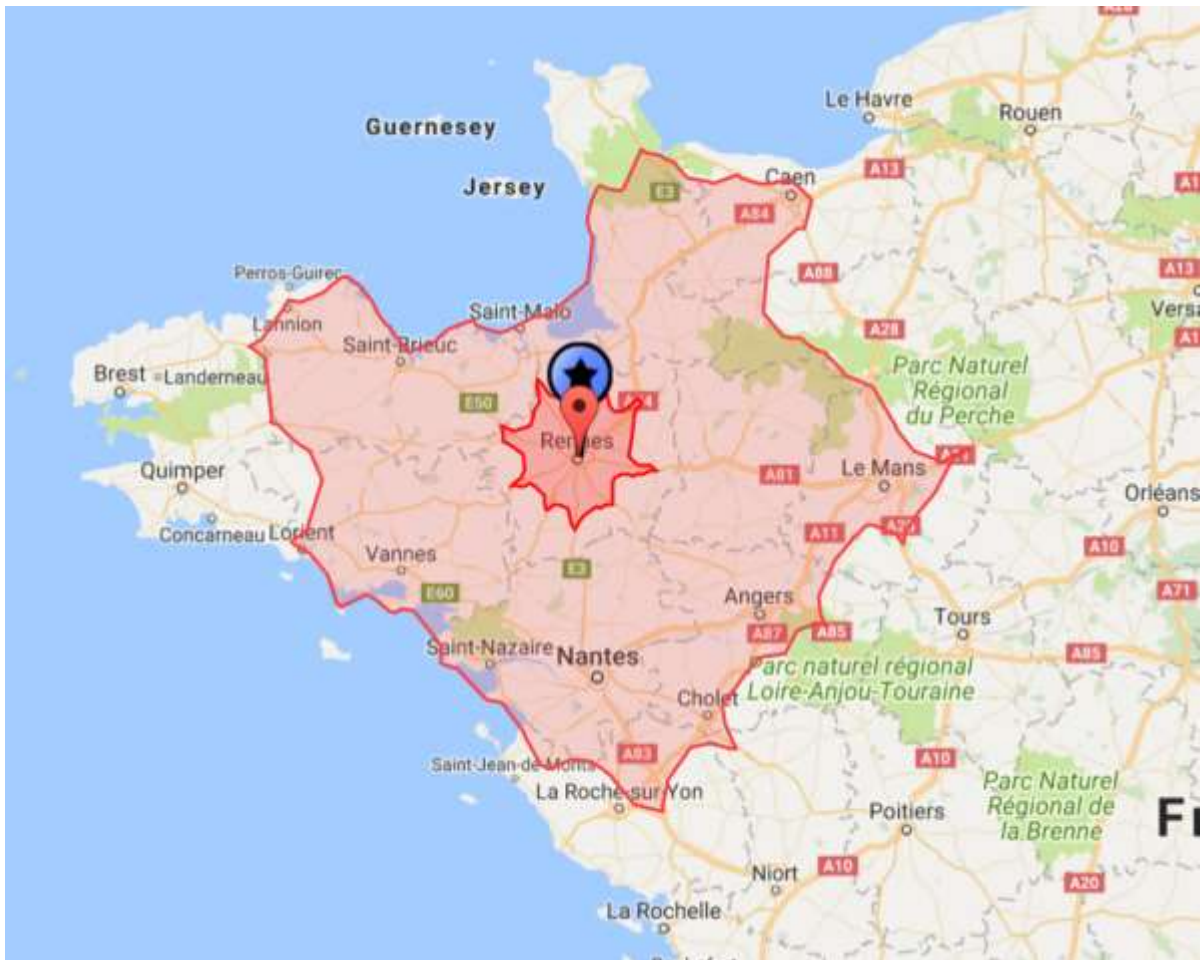 A28
Le Havre
Rouen
Guernesey
A13
Jersey
E3
Caen
A84
A13
A88
Perros-Guirec
Lannion
Saint-Malo
Versa
A28
Saint-Brieuc
Brest
Landerneau
Parc Naturel
Régional
du Perche
E50
Rennes
Quimper
A81
Le Mans
Orléans
Concarneau
Lorient
A11
A10
Vannes
E3
E60
Angers
A71
Tours
A87
A85
A85
Saint-Nazaire
Nantes
Parc naturel régional
Loire-Anjou-Touraine
Cholet
A83
A10
Saint-Jean-de-Monts
La Roche-sur-Yon
Parc Naturel
Régional de
la Brenne
Poitiers
Fr
Niort
A10
A20
La Rochelle